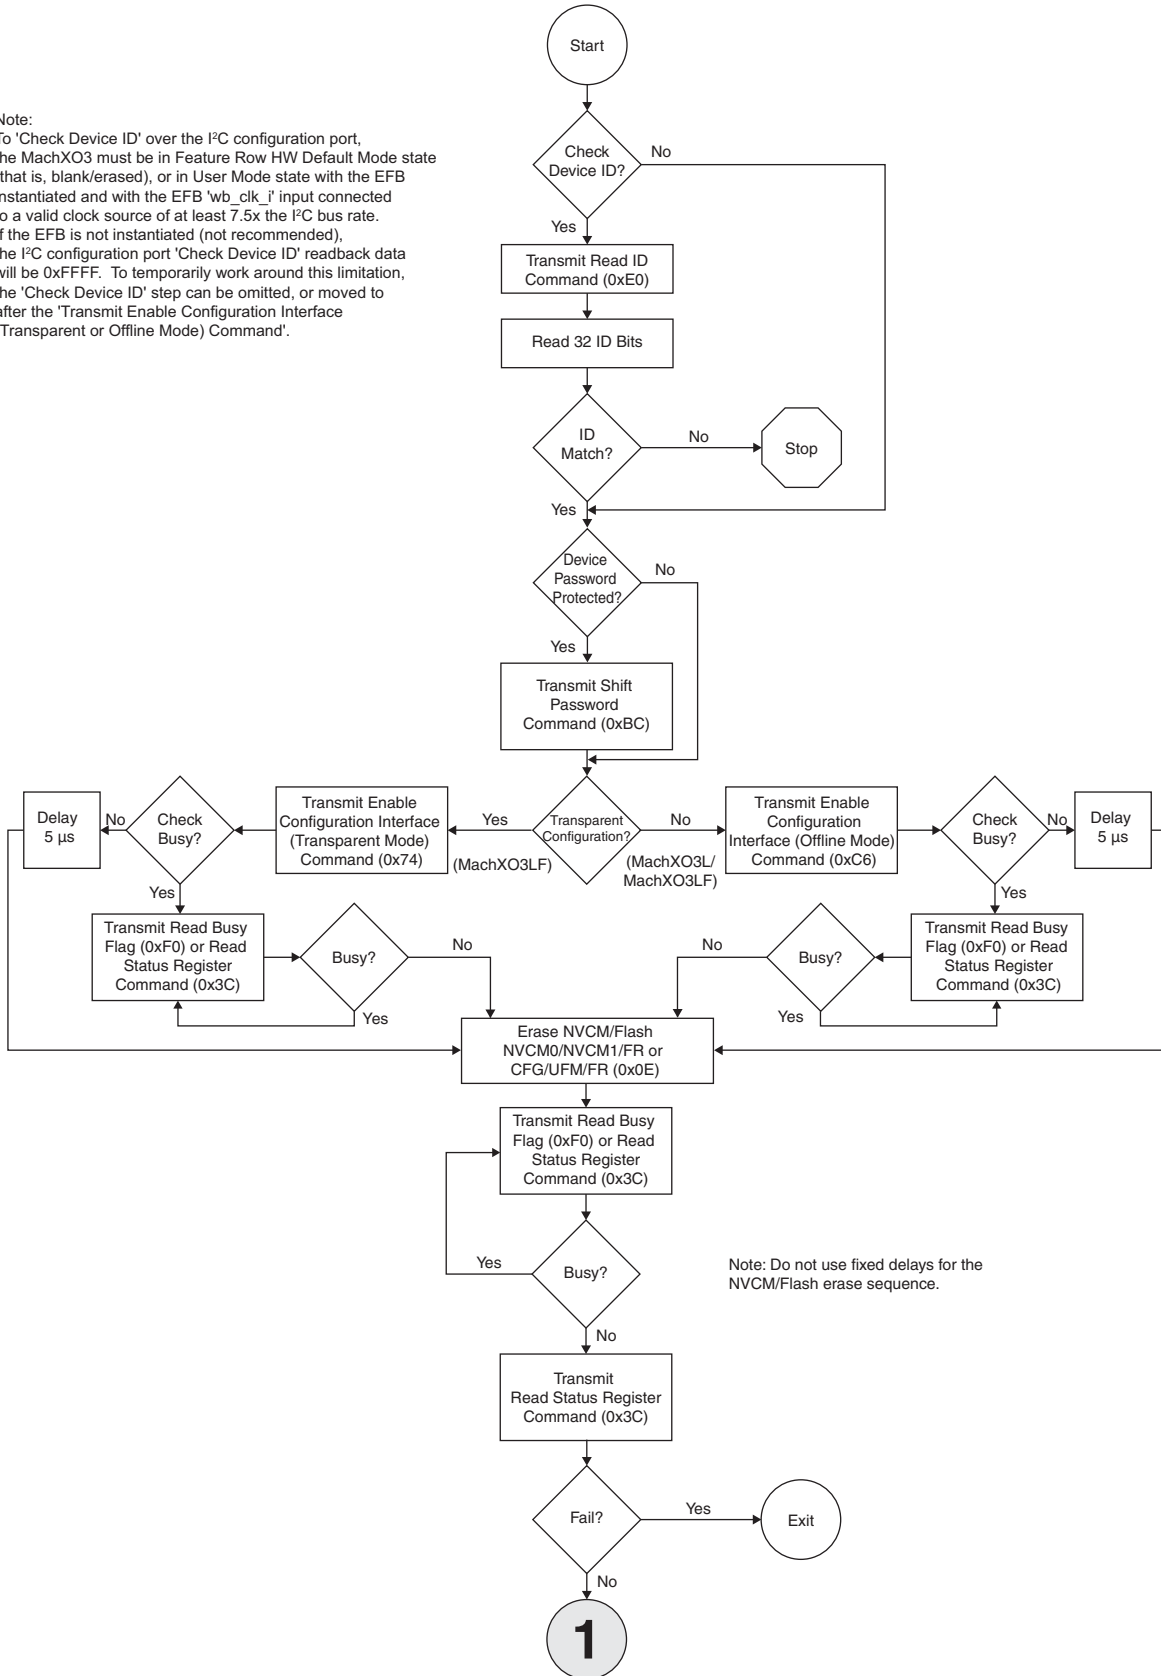 Start
Note:
To 'Check Device ID' over the I²C configuration port,
the MachXO3 must be in Feature Row HW Default Mode state
(that is, blank/erased), or in User Mode state with the EFB
instantiated and with the EFB 'wb_clk_i' input connected
to a valid clock source of at least 7.5x the I²C bus rate.
If the EFB is not instantiated (not recommended),
the I²C configuration port 'Check Device ID' readback data
will be 0xFFFF.  To temporarily work around this limitation,
the 'Check Device ID' step can be omitted, or moved to
after the 'Transmit Enable Configuration Interface
(Transparent or Offline Mode) Command'.
Check
Device ID?
No
Yes
Transmit Read ID
Command (0xE0)
Read 32 ID Bits
ID
Match?
No
Stop
Yes
Device
Password
Protected?
No
Yes
Transmit Shift
Password
Command (0xBC)
Delay
5 µs
No
Check
Busy?
Transmit Enable
Configuration Interface
(Transparent Mode)
Command (0x74)
Yes
(MachXO3LF)
Transparent
Configuration?
No
(MachXO3L/
MachXO3LF)
Transmit Enable
Configuration
Interface (Offline Mode)
Command (0xC6)
Check
Busy?
No
Delay
5 µs
Yes
Yes
Transmit Read Busy
Flag (0xF0) or Read
Status Register
Command (0x3C)
Busy?
No
Yes
No
Busy?
Yes
Transmit Read Busy
Flag (0xF0) or Read
Status Register
Command (0x3C)
Erase NVCM/Flash
NVCM0/NVCM1/FR or
CFG/UFM/FR (0x0E)
Transmit Read Busy
Flag (0xF0) or Read
Status Register
Command (0x3C)
Yes
Busy?
Note: Do not use fixed delays for the
NVCM/Flash erase sequence.
No
Transmit
Read Status Register
Command (0x3C)
Fail?
Yes
Exit
No
1